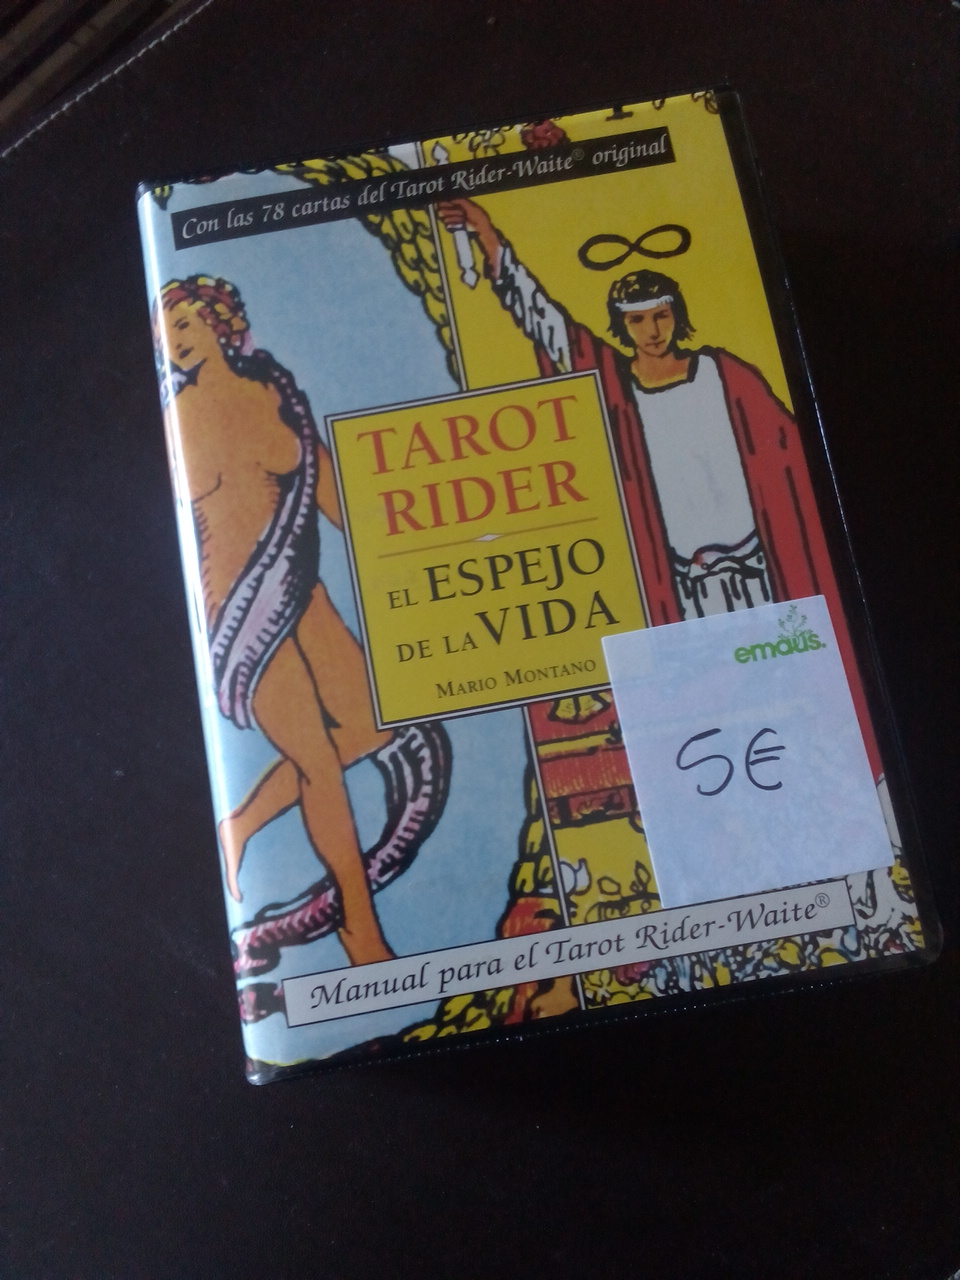 Con las 78 cartas del Tarot Rider-Waite® original
TAROT
RIDER
EL ESPEJO
DE LA VIDA
MARIO MONTANO
emaús.
5€
Manual para el Tarot Rider-Waite®